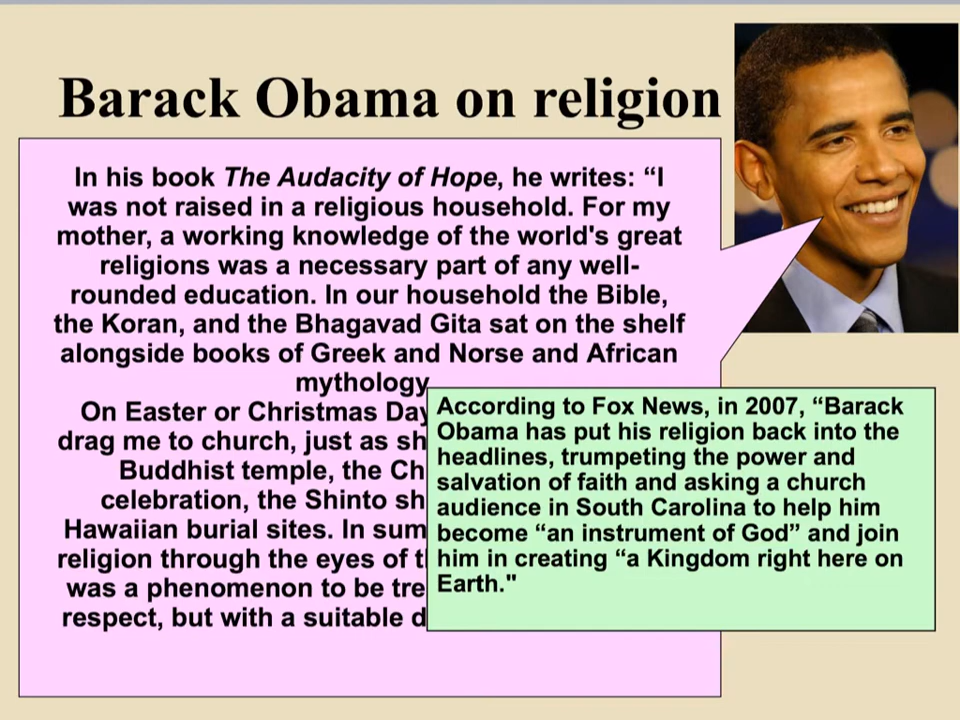 Barack Obama on religion
In his book The Audacity of Hope, he writes: “I
was not raised in a religious household. For my
mother, a working knowledge of the world's great
religions was a necessary part of any well-
rounded education. In our household the Bible,
the Koran, and the Bhagavad Gita sat on the shelf
alongside books of Greek and Norse and African
mythology
On Easter or Christmas Day
drag me to church, just as sh
Buddhist temple, the Ch
celebration, the Shinto sh
Hawaiian burial sites. In sum
religion through the eyes of
was a phenomenon to be tre
respect, but with a suitable d
According to Fox News, in 2007, “Barack
Obama has put his religion back into the
headlines, trumpeting the power and
salvation of faith and asking a church
audience in South Carolina to help him
become “an instrument of God” and join
him in creating “a Kingdom right here on
Earth."